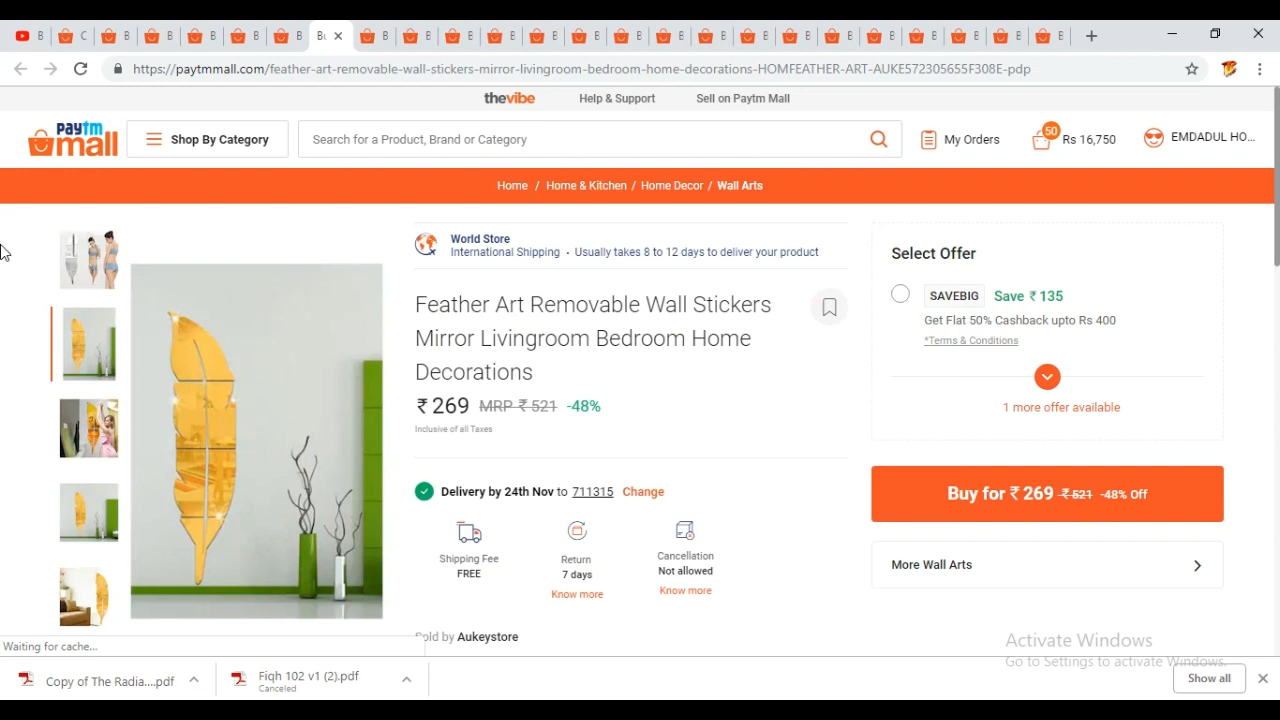 B C B B B B B Bu B B B B B B B B B B B B B B B B B
https://paytmmall.com/feather-art-removable-wall-stickers-mirror-livingroom-bedroom-home-decorations-HOMFEATHER-ART-AUKE572305655F308E-pdp
thevibe Help & Support Sell on Paytm Mall
paytm mall
Shop By Category
Search for a Product, Brand or Category
My Orders
50 Rs 16,750
EMDADUL HO...
Home / Home & Kitchen / Home Decor / Wall Arts
World Store
International Shipping • Usually takes 8 to 12 days to deliver your product
Feather Art Removable Wall Stickers
Mirror Livingroom Bedroom Home
Decorations
₹ 269 MRP ₹ 521 -48%
Inclusive of all Taxes
Delivery by 24th Nov to 711315 Change
Shipping Fee
FREE
Return
7 days
Know more
Cancellation
Not allowed
Know more
Sold by Aukeystore
Select Offer
SAVEBIG Save ₹ 135
Get Flat 50% Cashback upto Rs 400
*Terms & Conditions
1 more offer available
Buy for ₹ 269 ₹ 521 -48% Off
More Wall Arts
Activate Windows
Go to Settings to activate Windows.
Waiting for cache...
Copy of The Radia....pdf
Fiqh 102 v1 (2).pdf
Canceled
Show all